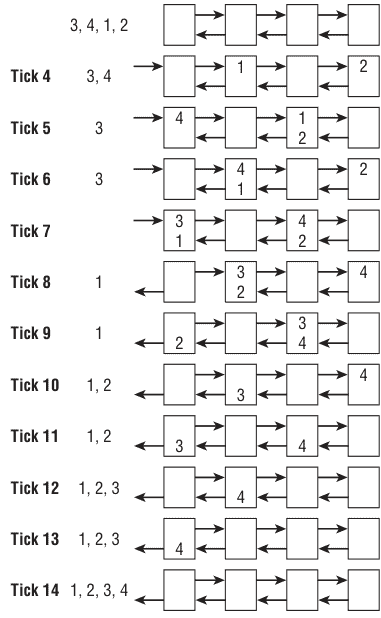 3, 4, 1, 2
Tick 4 3, 4 1 2
Tick 5 3 4 1
2
Tick 6 3 4 2
1
Tick 7 3 4
1 2
Tick 8 1 3 4
2
Tick 9 1 3
2 4
Tick 10 1, 2 4
3
Tick 11 1, 2 3 4
Tick 12 1, 2, 3 4
Tick 13 1, 2, 3 4
Tick 14 1, 2, 3, 4